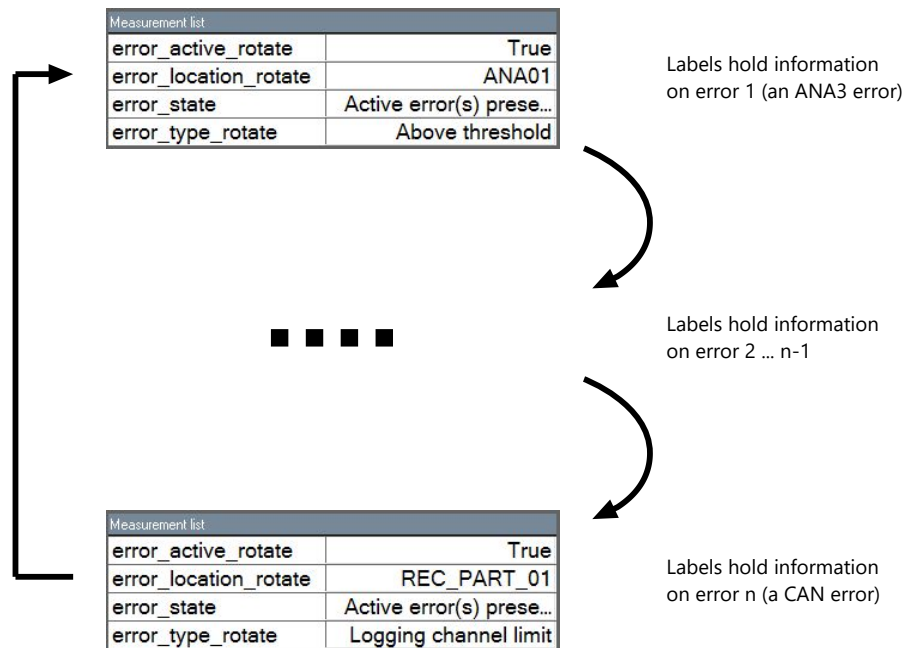 Measurement list
error_active_rotate True
error_location_rotate ANA01
error_state Active error(s) prese...
error_type_rotate Above threshold
Labels hold information
on error 1 (an ANA3 error)
Labels hold information
on error 2 ... n-1
Measurement list
error_active_rotate True
error_location_rotate REC_PART_01
error_state Active error(s) prese...
error_type_rotate Logging channel limit
Labels hold information
on error n (a CAN error)